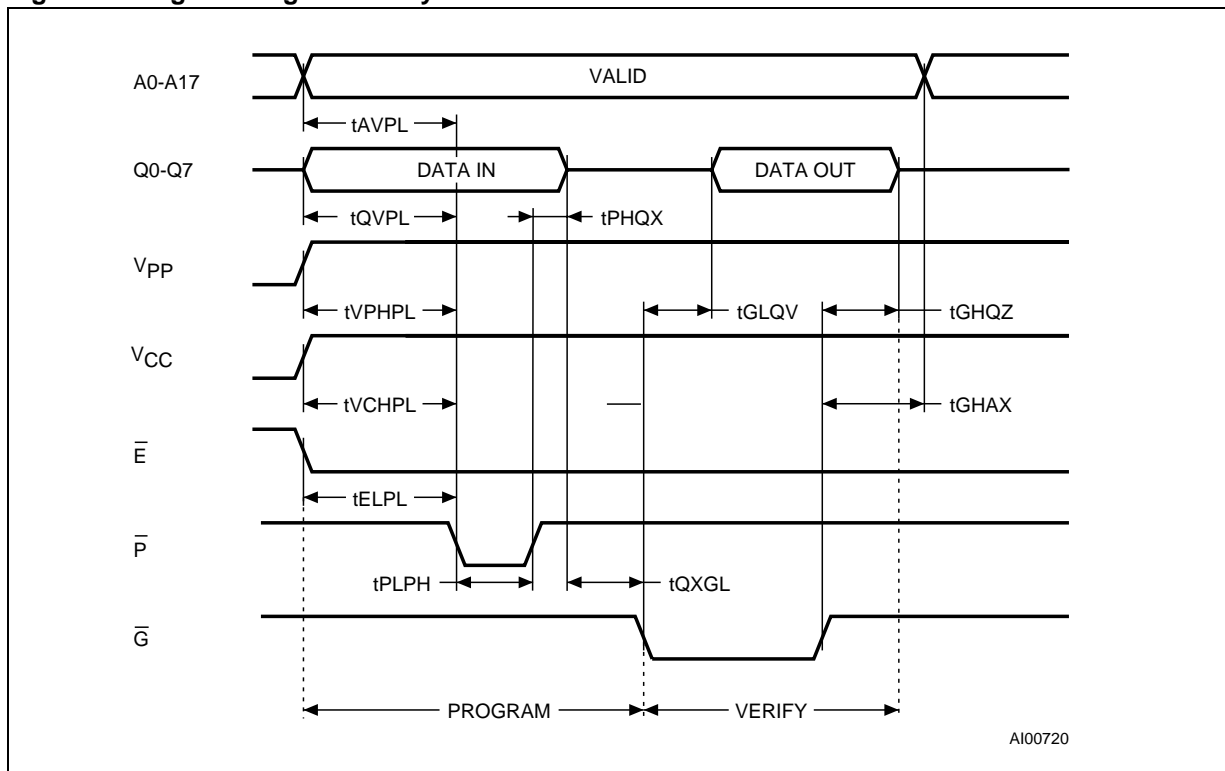 A0-A17
VALID
tAVPL
Q0-Q7
DATA IN
DATA OUT
tQVPL
tPHQX
VPP
tVPHPL
tGLQV
tGHQZ
VCC
tVCHPL
tGHAX
E̅
tELPL
P̅
tPLPH
tQXGL
G̅
PROGRAM
VERIFY
AI00720